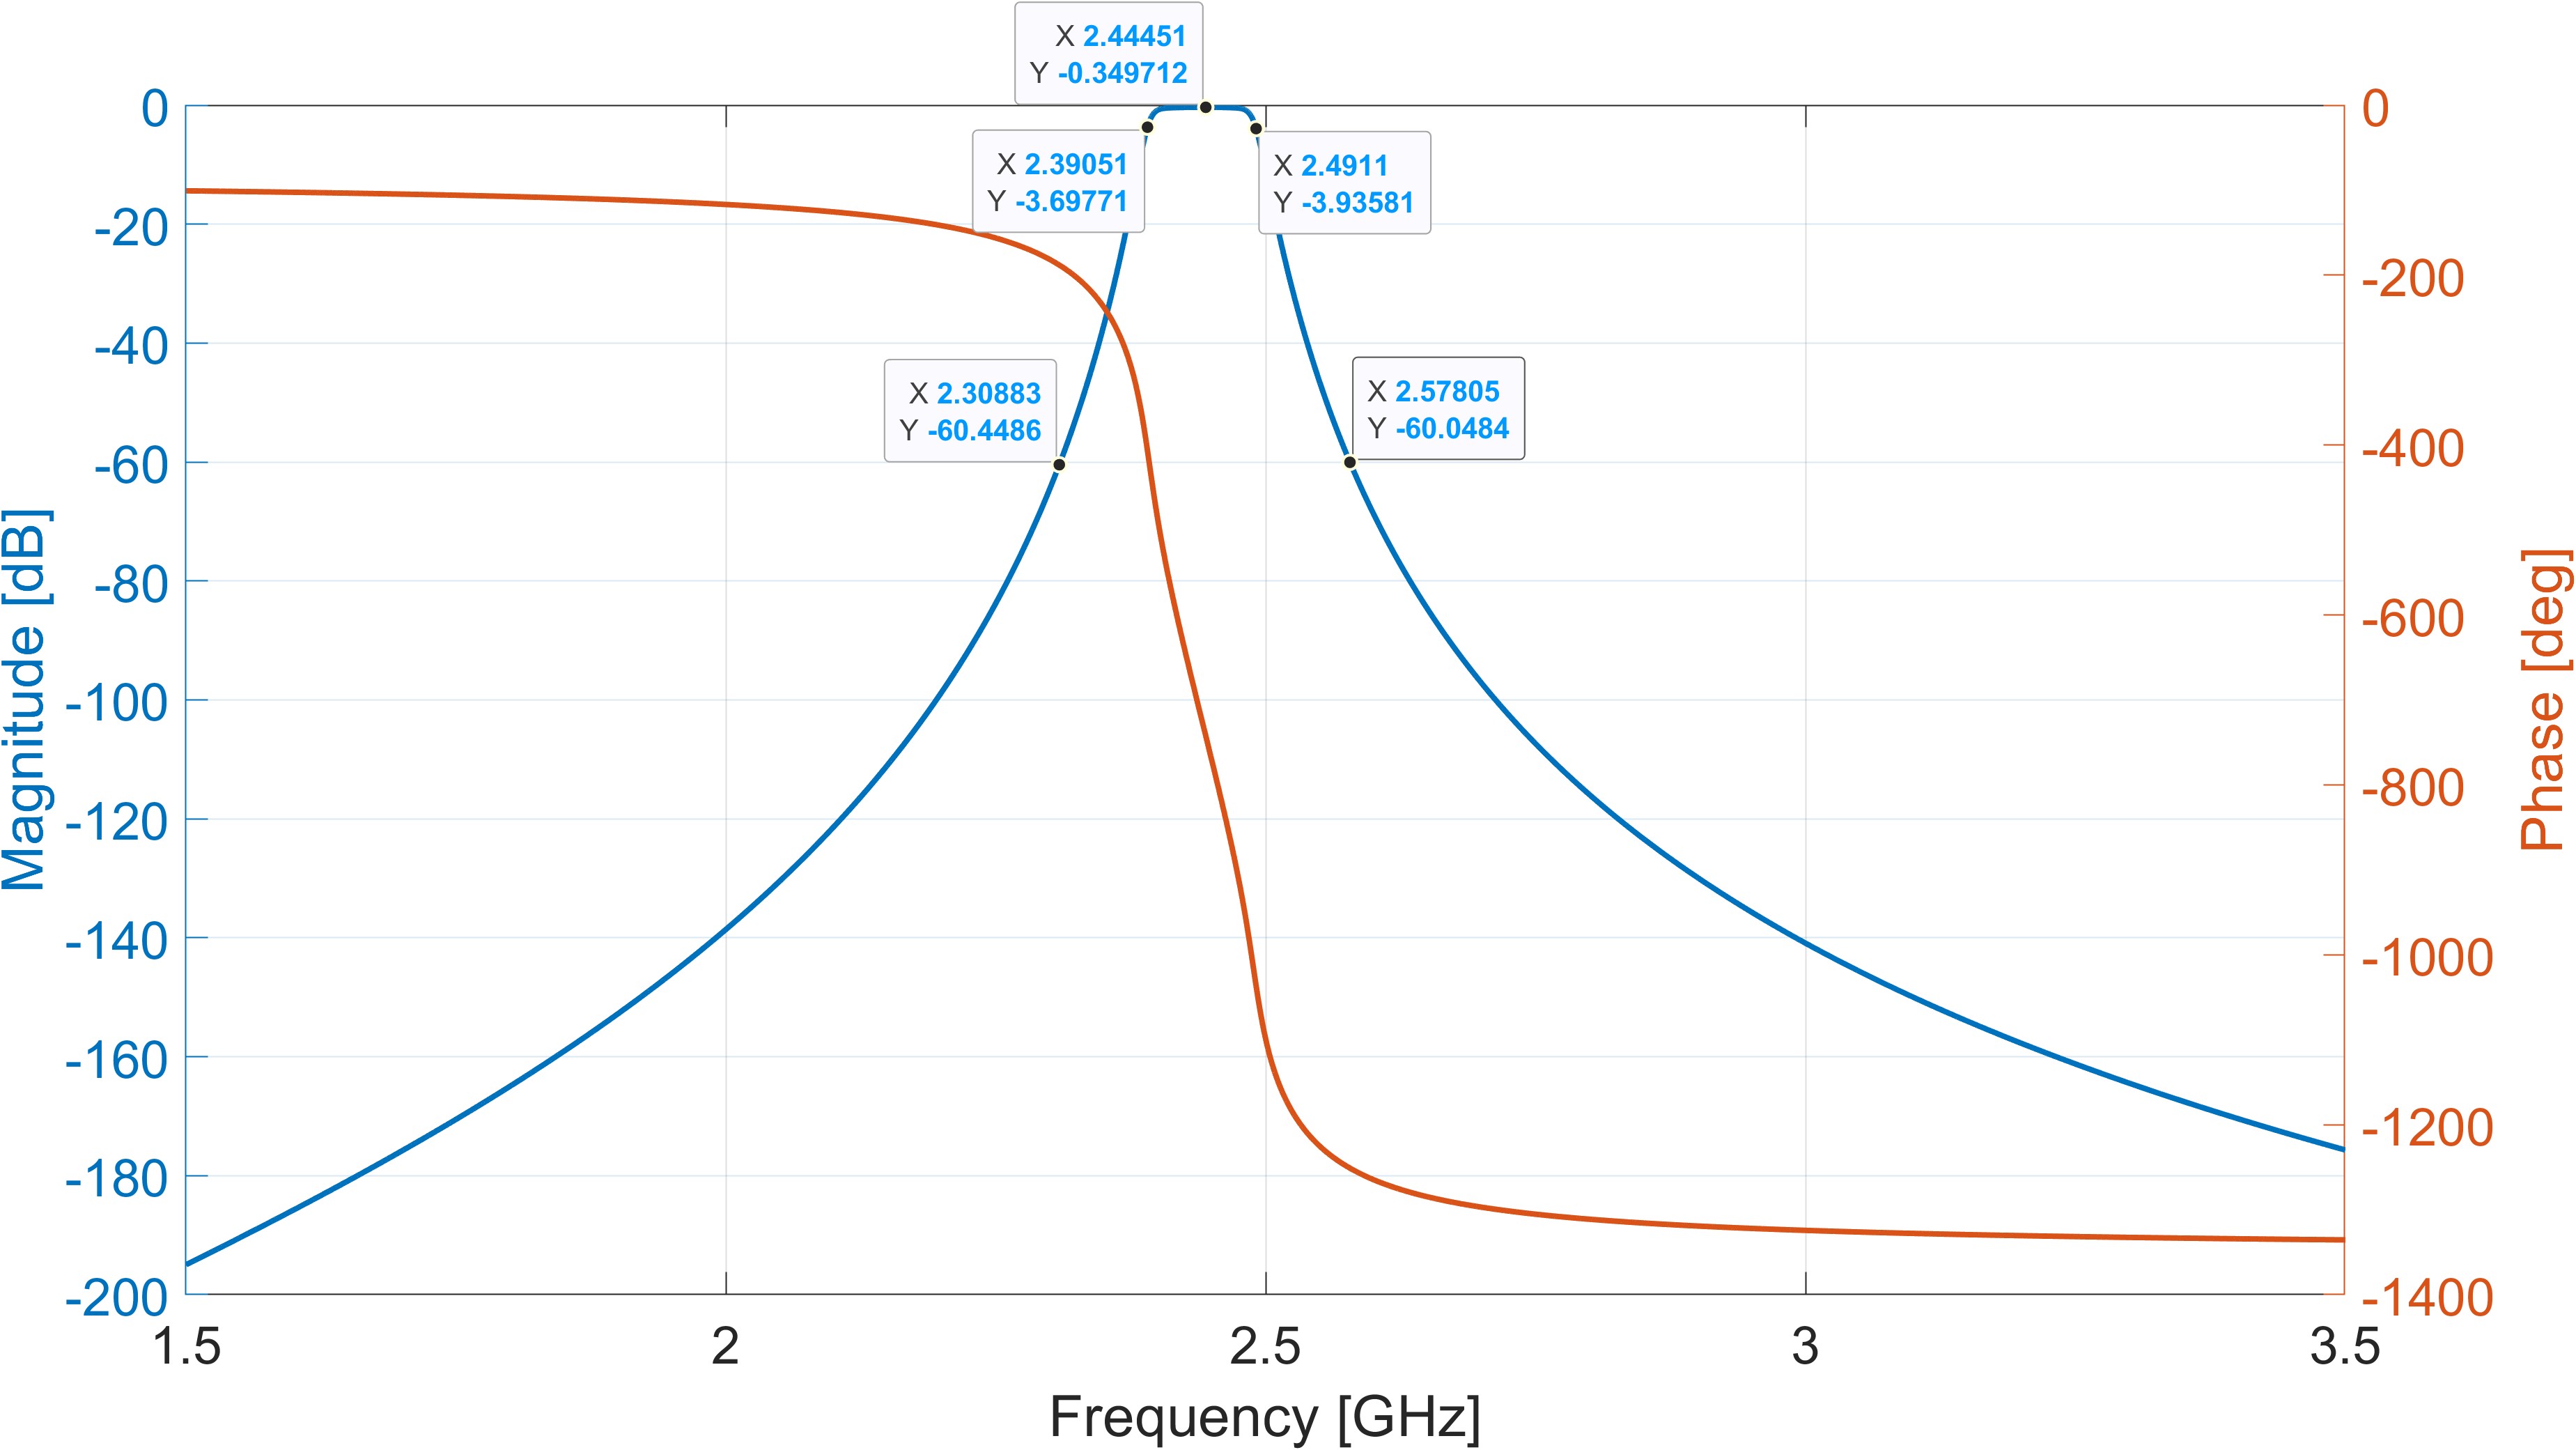 X 2.44451
Y -0.349712
X 2.39051
Y -3.69771
X 2.4911
Y -3.93581
X 2.30883
Y -60.4486
X 2.57805
Y -60.0484
0
-20
-40
-60
-80
-100
-120
-140
-160
-180
-200
Magnitude [dB]
0
-200
-400
-600
-800
-1000
-1200
-1400
Phase [deg]
1.5 2 2.5 3 3.5
Frequency [GHz]